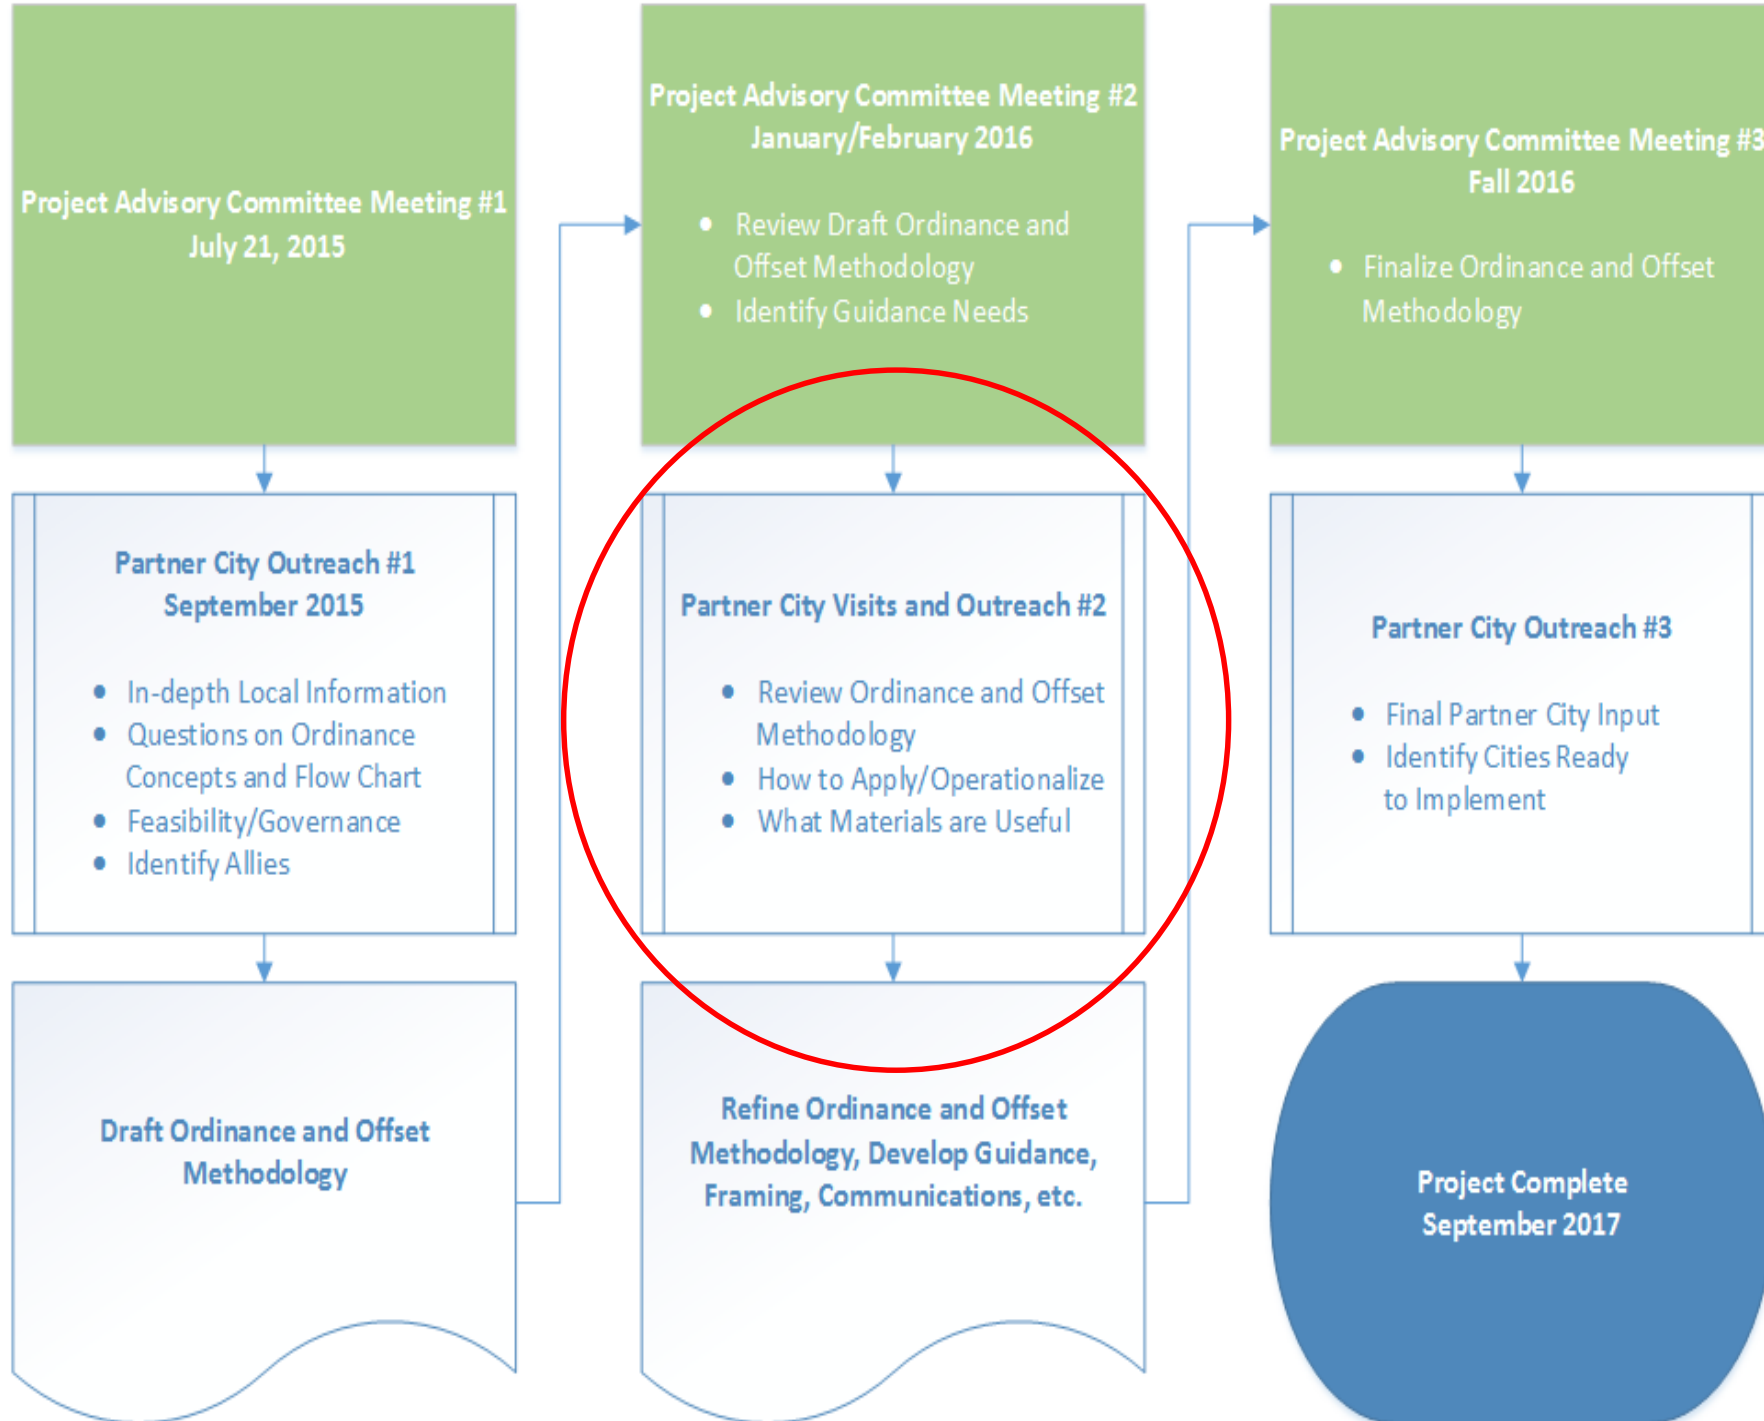 Project Advisory Committee Meeting #1
July 21, 2015
Partner City Outreach #1
September 2015
• In-depth Local Information
• Questions on Ordinance
Concepts and Flow Chart
• Feasibility/Governance
• Identify Allies
Draft Ordinance and Offset
Methodology
Project Advisory Committee Meeting #2
January/February 2016
• Review Draft Ordinance and
Offset Methodology
• Identify Guidance Needs
Partner City Visits and Outreach #2
• Review Ordinance and Offset
Methodology
• How to Apply/Operationalize
• What Materials are Useful
Refine Ordinance and Offset
Methodology, Develop Guidance,
Framing, Communications, etc.
Project Advisory Committee Meeting #3
Fall 2016
• Finalize Ordinance and Offset
Methodology
Partner City Outreach #3
• Final Partner City Input
• Identify Cities Ready
to Implement
Project Complete
September 2017